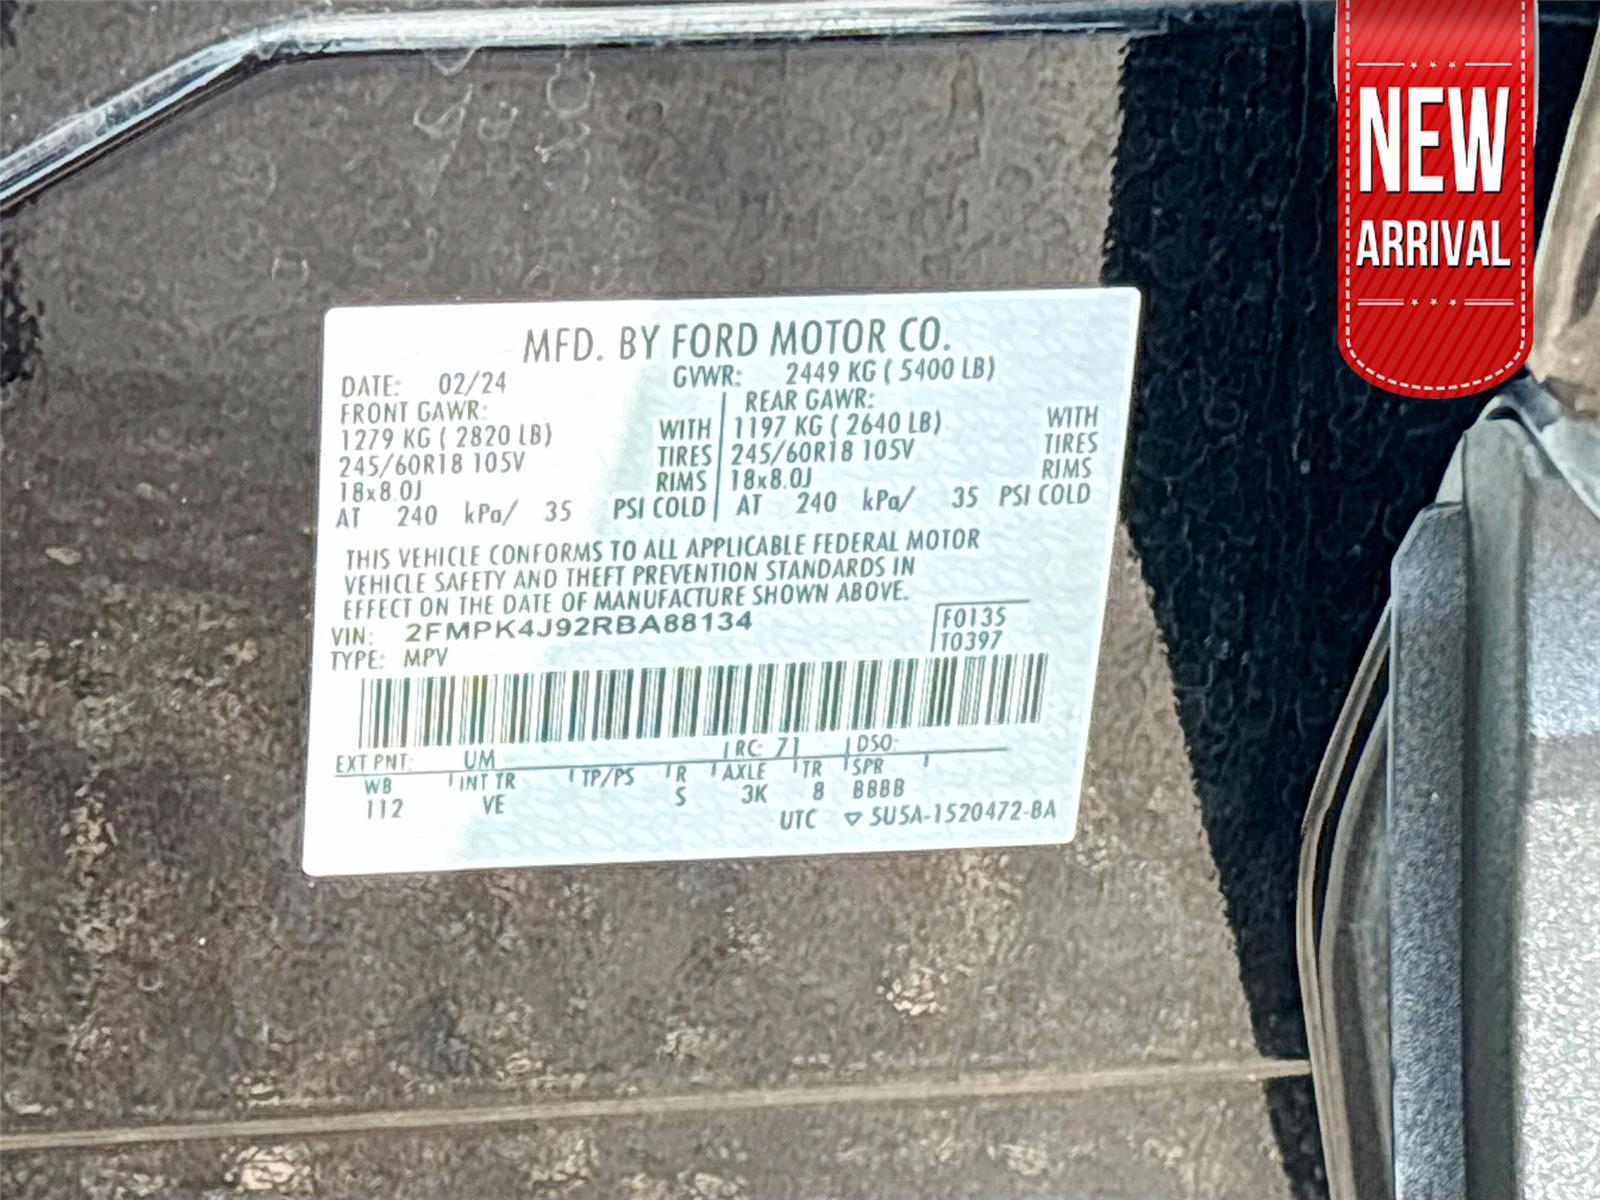 NEW
ARRIVAL
MFD. BY FORD MOTOR CO.
DATE: 02/24 GVWR: 2449 KG ( 5400 LB)
FRONT GAWR: REAR GAWR:
1279 KG ( 2820 LB) WITH 1197 KG ( 2640 LB) WITH
245/60R18 105V TIRES 245/60R18 105V TIRES
18x8.0J RIMS 18x8.0J RIMS
AT 240 kPa/ 35 PSI COLD AT 240 kPa/ 35 PSI COLD
THIS VEHICLE CONFORMS TO ALL APPLICABLE FEDERAL MOTOR
VEHICLE SAFETY AND THEFT PREVENTION STANDARDS IN
EFFECT ON THE DATE OF MANUFACTURE SHOWN ABOVE.
VIN: 2FMPK4J92RBA88134 F0135
TYPE: MPV T0397
EXT PNT: UM RC: 71 DSO:
WB INT TR TP/PS R AXLE TR SPR
112 VE S 3K 8 BBBB
UTC ▽ SU5A-1520472-BA